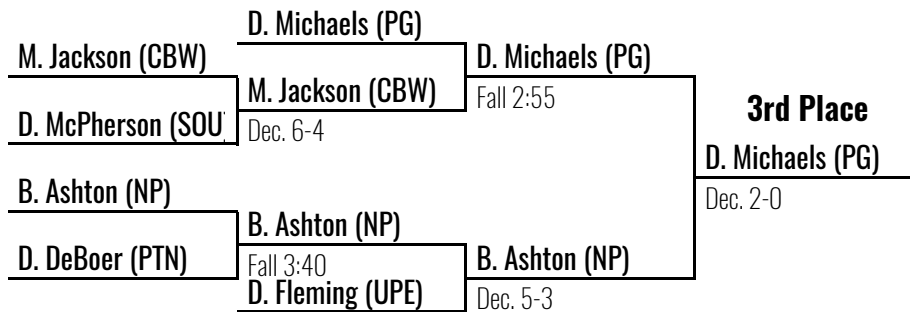 D. Michaels (PG)
M. Jackson (CBW)
D. Michaels (PG)
M. Jackson (CBW)
Fall 2:55
3rd Place
D. McPherson (SOU)
Dec. 6-4
D. Michaels (PG)
B. Ashton (NP)
Dec. 2-0
B. Ashton (NP)
D. DeBoer (PTN)
Fall 3:40
B. Ashton (NP)
D. Fleming (UPE)
Dec. 5-3